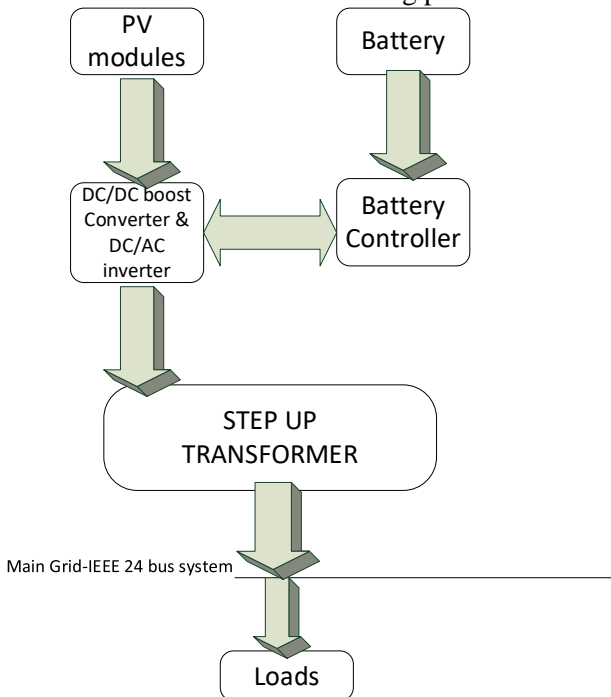 PV
modules
Battery
DC/DC boost
Converter &
DC/AC
inverter
Battery
Controller
STEP UP
TRANSFORMER
Main Grid-IEEE 24 bus system
Loads